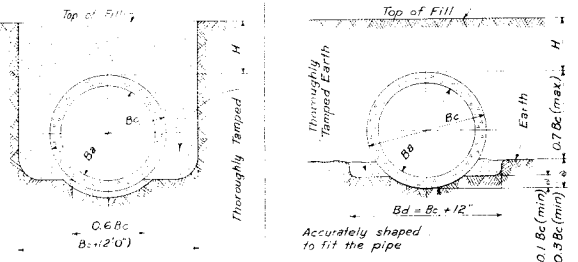 Top of Fill
H
Bc
Ba
Thoroughly Tamped
0.6 Bc
Bc+(2'0")
Top of Fill
H
Thoroughly
Tamped Earth
Bc
Ba
Earth
0.7 Bc (max)
Bd = Bc + 12"
0.1 Bc (min)
0.3 Bc (min)
Accurately shaped
to fit the pipe